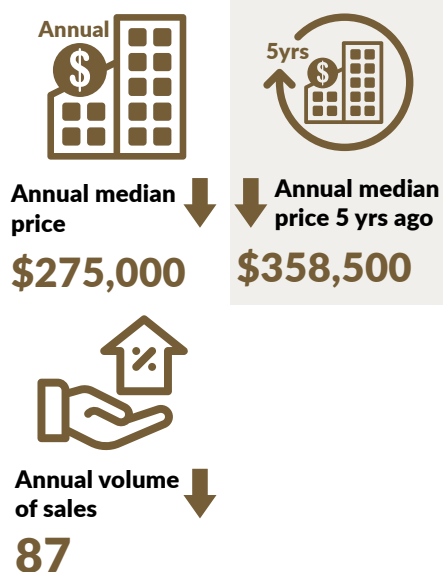 Annual
$
5yrs
$
Annual median
price
$275,000
Annual median
price 5 yrs ago
$358,500
%
Annual volume
of sales
87